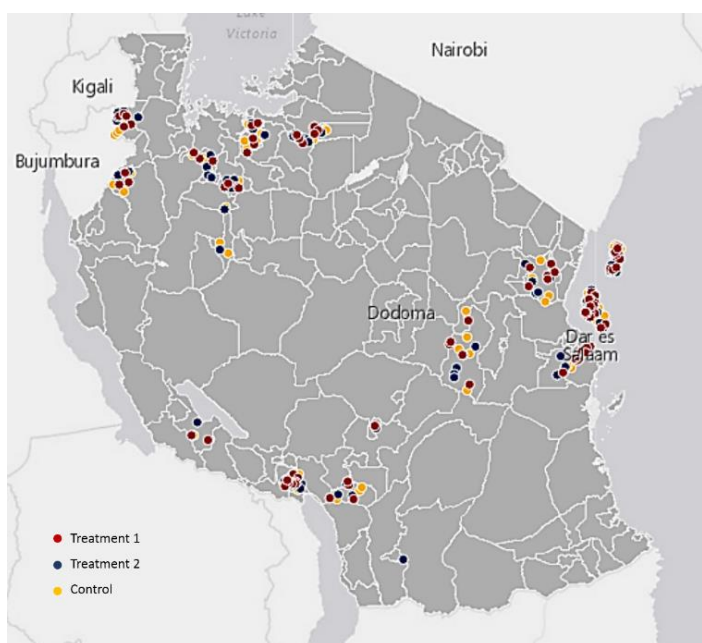 Lake
Victoria
Nairobi
Kigali
Bujumbura
Dodoma
Dar es
Salaam
Treatment 1
Treatment 2
Control